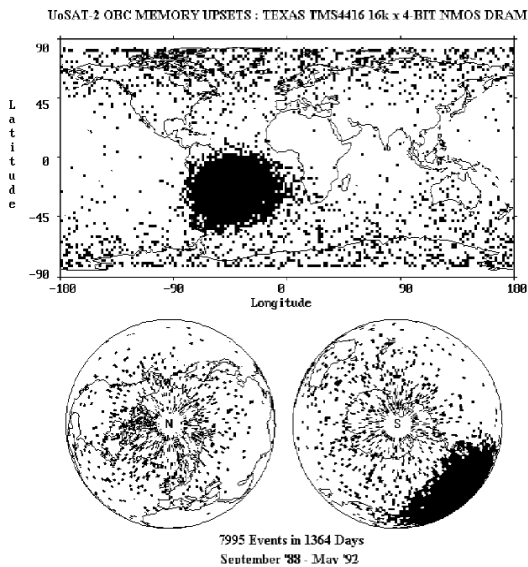 UoSAT-2 OBC MEMORY UPSETS : TEXAS TMS4416 16k x 4-BIT NMOS DRAM
90
45
0
-45
-90
Latitude
-180 -90 0 90 180
Longitude
N
S
7995 Events in 1364 Days
September '88 - May '92